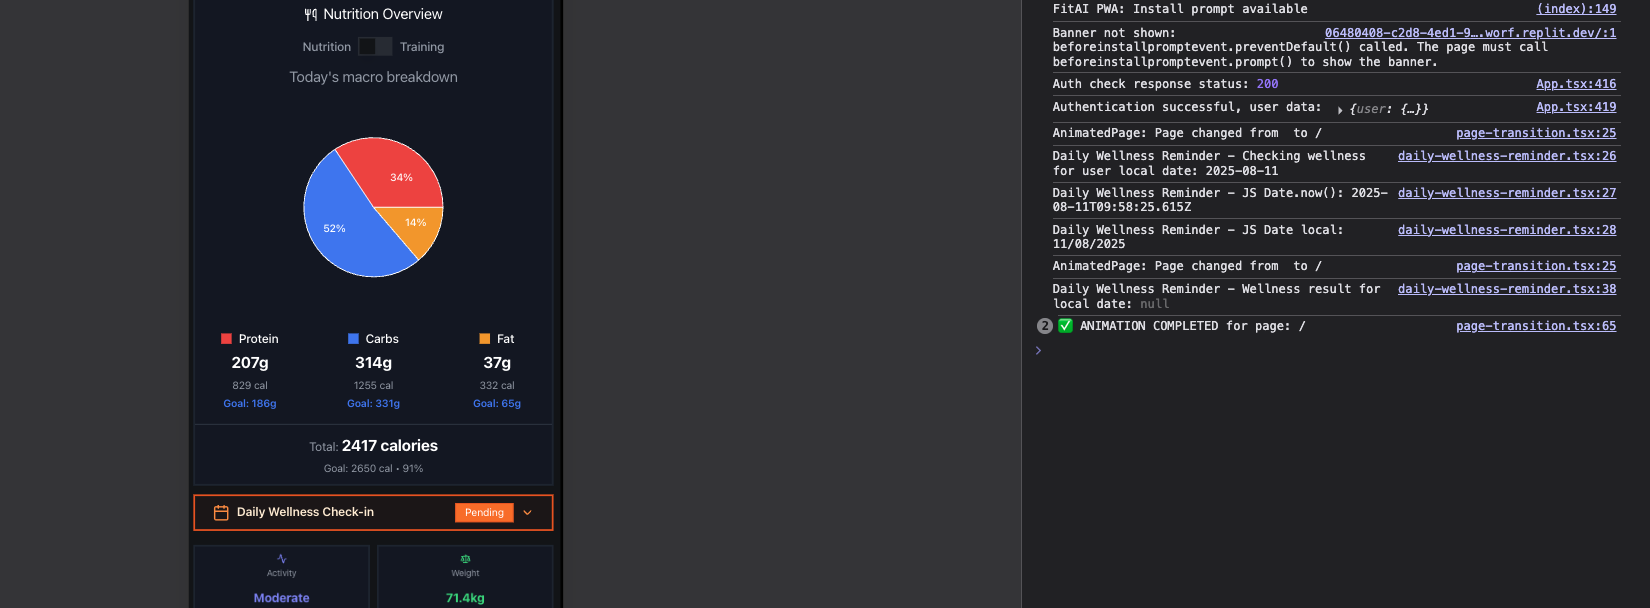 Nutrition Overview
Nutrition Training
Today's macro breakdown
34%
14%
52%
Protein Carbs Fat
207g 314g 37g
829 cal 1255 cal 332 cal
Goal: 186g Goal: 331g Goal: 65g
Total: 2417 calories
Goal: 2650 cal • 91%
Daily Wellness Check-in Pending
Activity Weight
Moderate 71.4kg
FitAI PWA: Install prompt available (index):149
Banner not shown: 06480408-c2d8-4ed1-9….worf.replit.dev/:1
beforeinstallpromptevent.preventDefault() called. The page must call
beforeinstallpromptevent.prompt() to show the banner.
Auth check response status: 200 App.tsx:416
Authentication successful, user data: ▸ {user: {…}} App.tsx:419
AnimatedPage: Page changed from  to / page-transition.tsx:25
Daily Wellness Reminder – Checking wellness daily-wellness-reminder.tsx:26
for user local date: 2025-08-11
Daily Wellness Reminder – JS Date.now(): 2025- daily-wellness-reminder.tsx:27
08-11T09:58:25.615Z
Daily Wellness Reminder – JS Date local: daily-wellness-reminder.tsx:28
11/08/2025
AnimatedPage: Page changed from  to / page-transition.tsx:25
Daily Wellness Reminder – Wellness result for daily-wellness-reminder.tsx:38
local date: null
2 ✅ ANIMATION COMPLETED for page: / page-transition.tsx:65